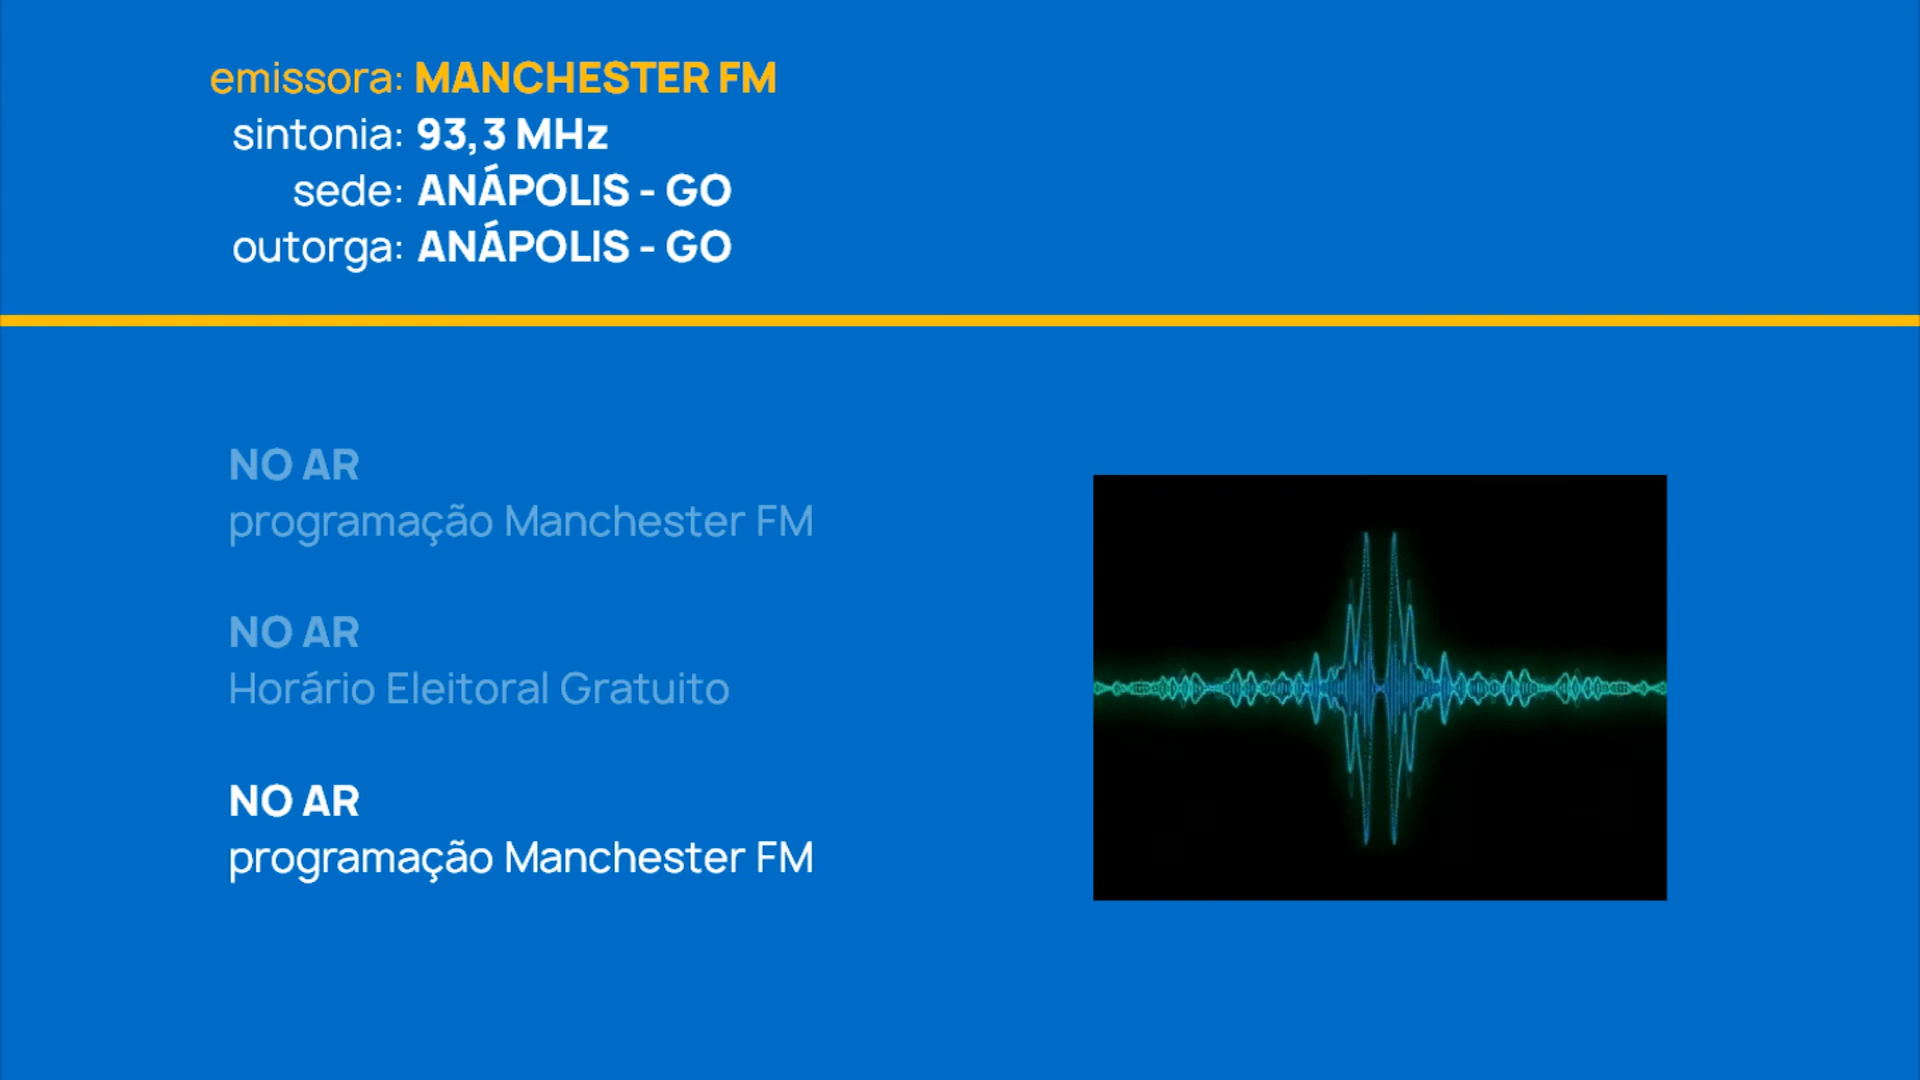 emissora: MANCHESTER FM
sintonia: 93,3 MHz
sede: ANÁPOLIS - GO
outorga: ANÁPOLIS - GO
NO AR
programação Manchester FM
NO AR
Horário Eleitoral Gratuito
NO AR
programação Manchester FM